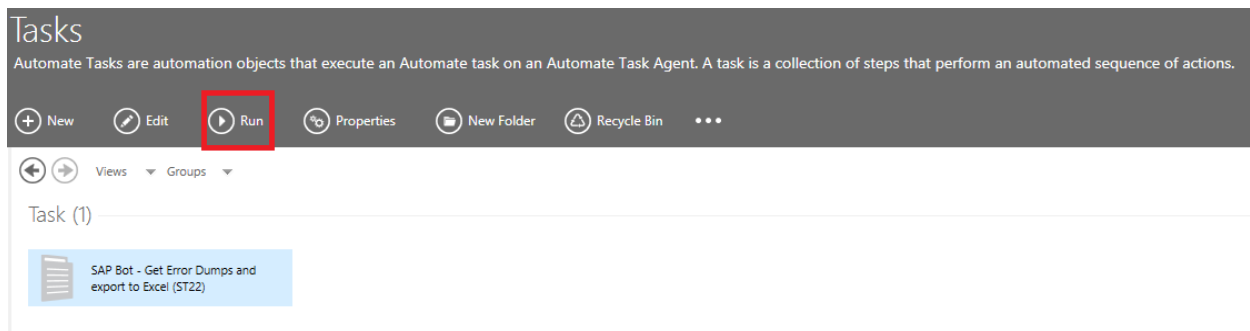 Tasks
Automate Tasks are automation objects that execute an Automate task on an Automate Task Agent. A task is a collection of steps that perform an automated sequence of actions.
New Edit Run Properties New Folder Recycle Bin •••
Views Groups
Task (1)
SAP Bot - Get Error Dumps and
export to Excel (ST22)